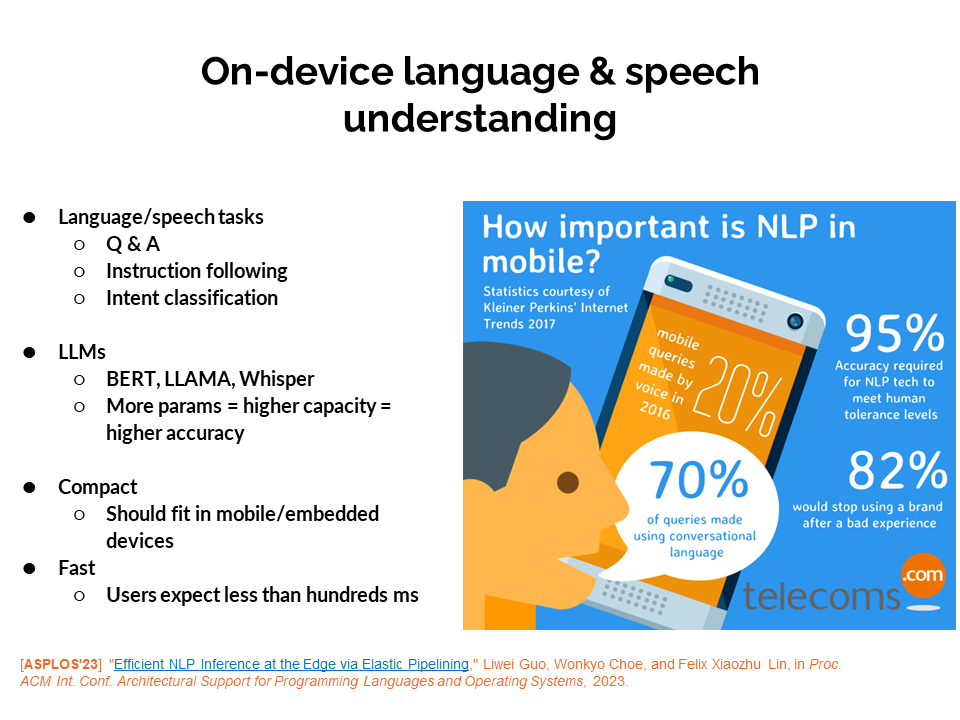 On-device language & speech
understanding
● Language/speech tasks
○ Q & A
○ Instruction following
○ Intent classification
● LLMs
○ BERT, LLAMA, Whisper
○ More params = higher capacity =
higher accuracy
● Compact
○ Should fit in mobile/embedded
devices
● Fast
○ Users expect less than hundreds ms
How important is NLP in
mobile?
Statistics courtesy of
Kleiner Perkins' Internet
Trends 2017
mobile
queries
made by
voice in
2016
20%
95%
Accuracy required
for NLP tech to
meet human
tolerance levels
70%
of queries made
using conversational
language
82%
would stop using a brand
after a bad experience
telecoms.com
[ASPLOS'23] "Efficient NLP Inference at the Edge via Elastic Pipelining," Liwei Guo, Wonkyo Choe, and Felix Xiaozhu Lin, in Proc.
ACM Int. Conf. Architectural Support for Programming Languages and Operating Systems, 2023.